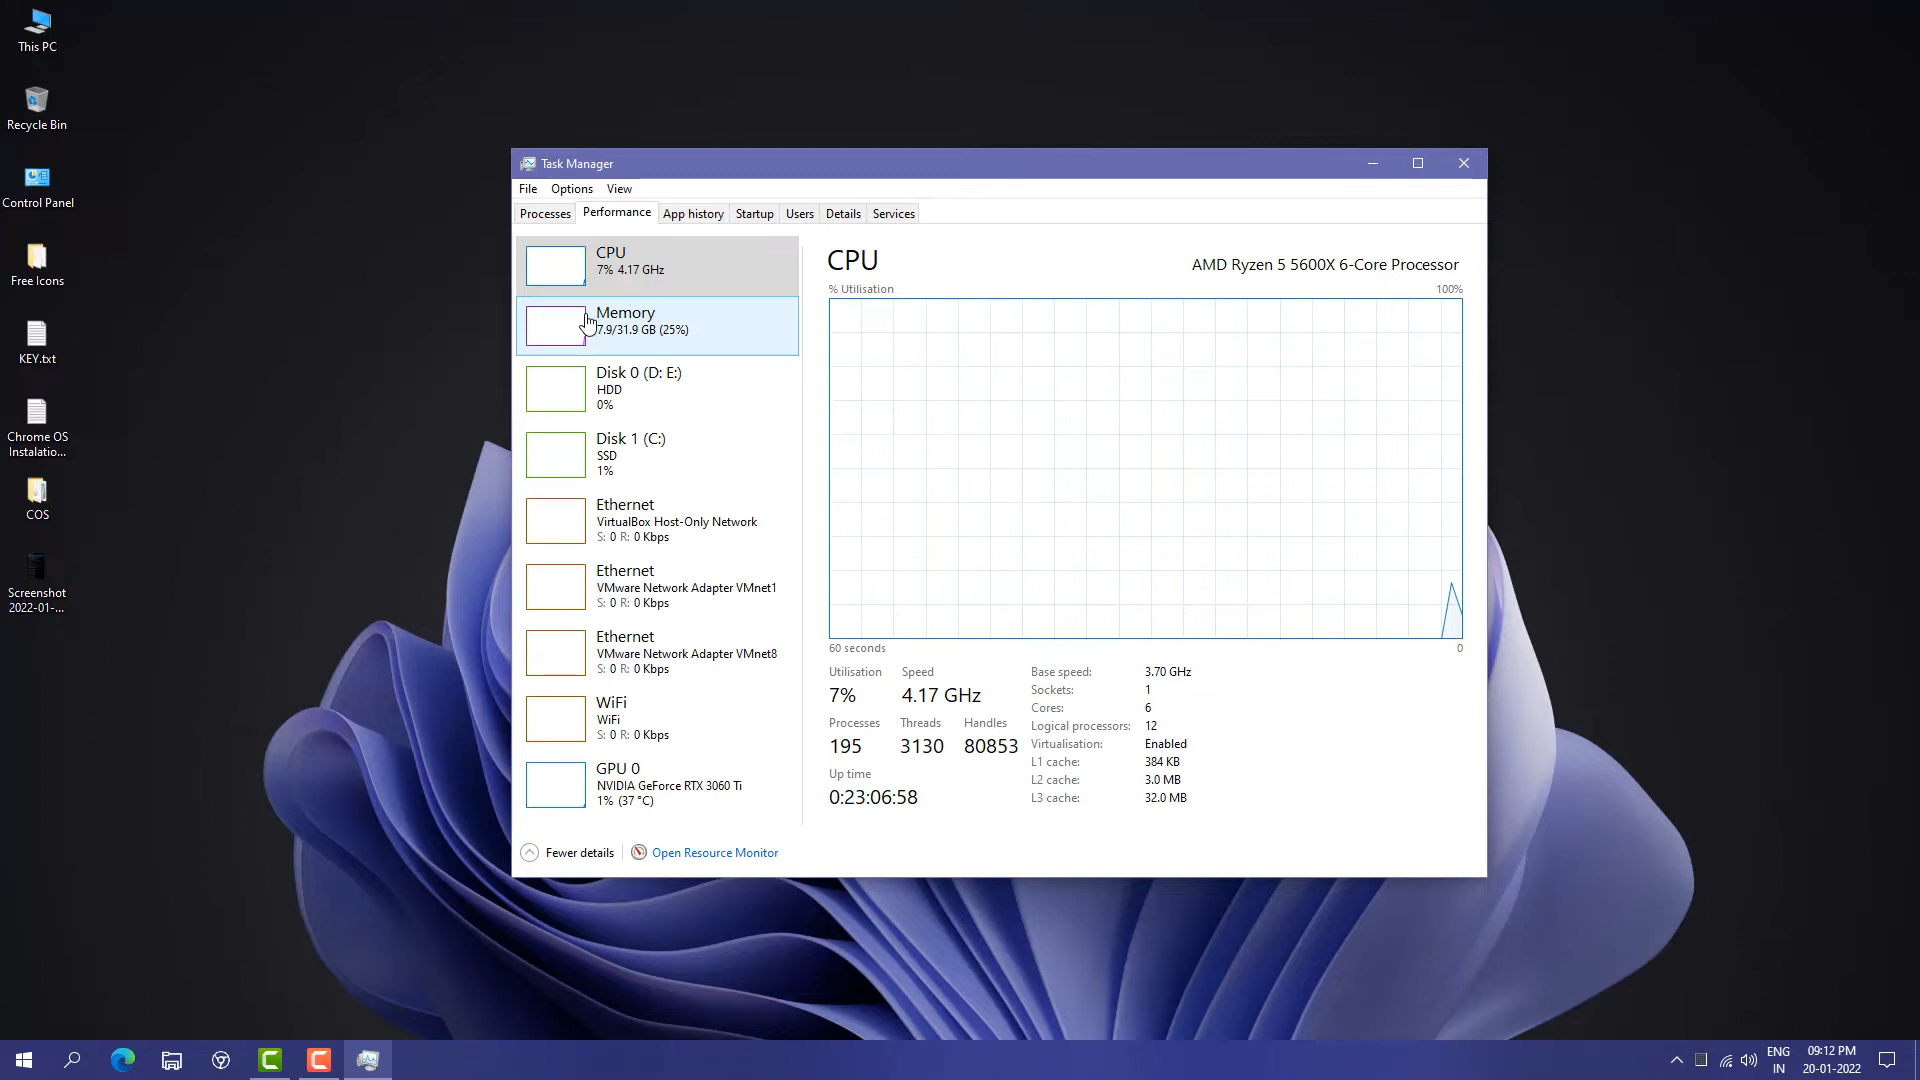 This PC
Recycle Bin
Control Panel
Free Icons
KEY.txt
Chrome OS
Instalatio...
COS
Screenshot
2022-01-...
Task Manager
File Options View
Processes Performance App history Startup Users Details Services
CPU
7% 4.17 GHz
Memory
7.9/31.9 GB (25%)
Disk 0 (D: E:)
HDD
0%
Disk 1 (C:)
SSD
1%
Ethernet
VirtualBox Host-Only Network
S: 0 R: 0 Kbps
Ethernet
VMware Network Adapter VMnet1
S: 0 R: 0 Kbps
Ethernet
VMware Network Adapter VMnet8
S: 0 R: 0 Kbps
WiFi
WiFi
S: 0 R: 0 Kbps
GPU 0
NVIDIA GeForce RTX 3060 Ti
1% (37 °C)
CPU AMD Ryzen 5 5600X 6-Core Processor
% Utilisation 100%
60 seconds 0
Utilisation Speed
7% 4.17 GHz
Processes Threads Handles
195 3130 80853
Up time
0:23:06:58
Base speed: 3.70 GHz
Sockets: 1
Cores: 6
Logical processors: 12
Virtualisation: Enabled
L1 cache: 384 KB
L2 cache: 3.0 MB
L3 cache: 32.0 MB
Fewer details Open Resource Monitor
ENG
IN
09:12 PM
20-01-2022